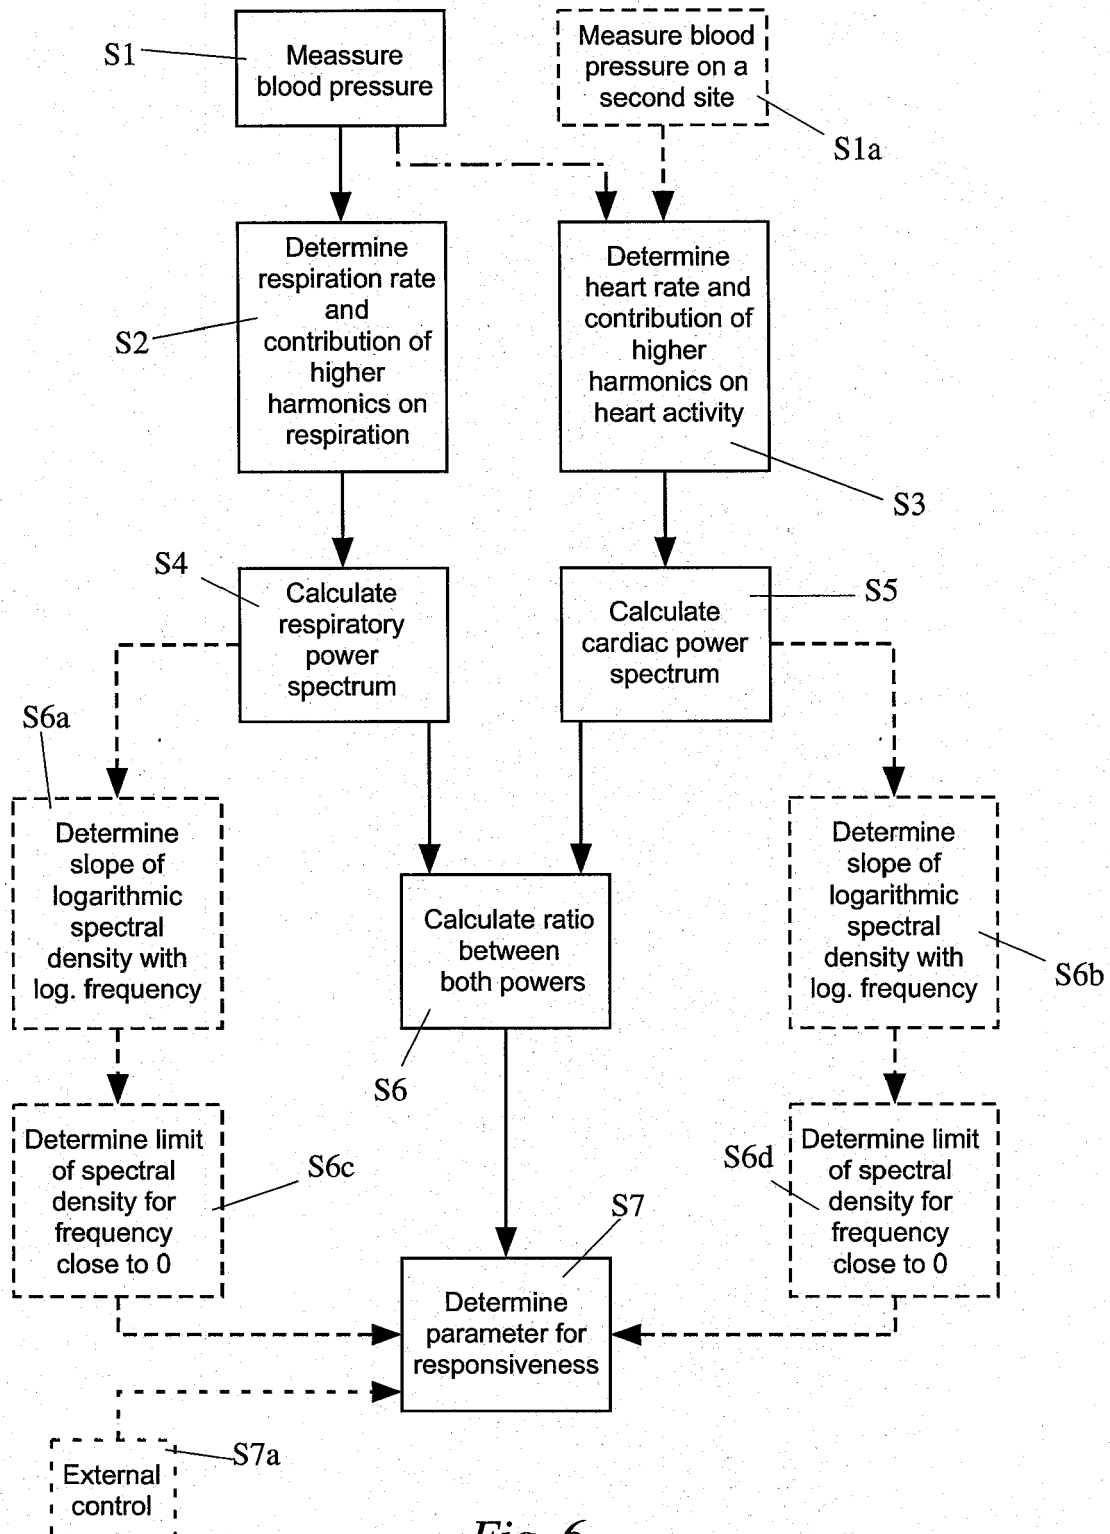 S1
Meassure
blood pressure
Measure blood
pressure on a
second site
S1a
Determine
respiration rate
and
contribution of
higher
harmonics on
respiration
S2
Determine
heart rate and
contribution of
higher
harmonics on
heart activity
S3
S4
Calculate
respiratory
power
spectrum
Calculate
cardiac power
spectrum
S5
S6a
Determine
slope of
logarithmic
spectral
density with
log. frequency
Calculate ratio
between
both powers
S6
Determine
slope of
logarithmic
spectral
density with
log. frequency
S6b
Determine limit
of spectral
density for
frequency
close to 0
S6c
S6d
Determine limit
of spectral
density for
frequency
close to 0
S7
Determine
parameter for
responsiveness
S7a
External
control
Fig. 6